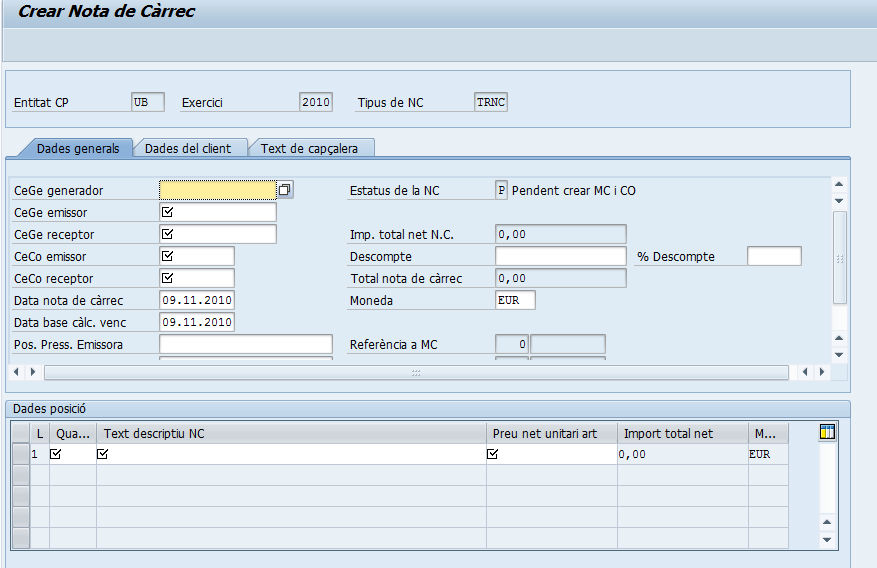 Crear Nota de Càrrec
Entitat CP UB Exercici 2010 Tipus de NC TRNC
Dades generals Dades del client Text de capçalera
CeGe generador Estatus de la NC P Pendent crear MC i CO
CeGe emissor
CeGe receptor Imp. total net N.C. 0,00
CeCo emissor Descompte % Descompte
CeCo receptor Total nota de càrrec 0,00
Data nota de càrrec 09.11.2010 Moneda EUR
Data base càlc. venc 09.11.2010
Pos. Press. Emissora Referència a MC 0
Dades posició
L Qua... Text descriptiu NC Preu net unitari art Import total net M...
1 0,00 EUR